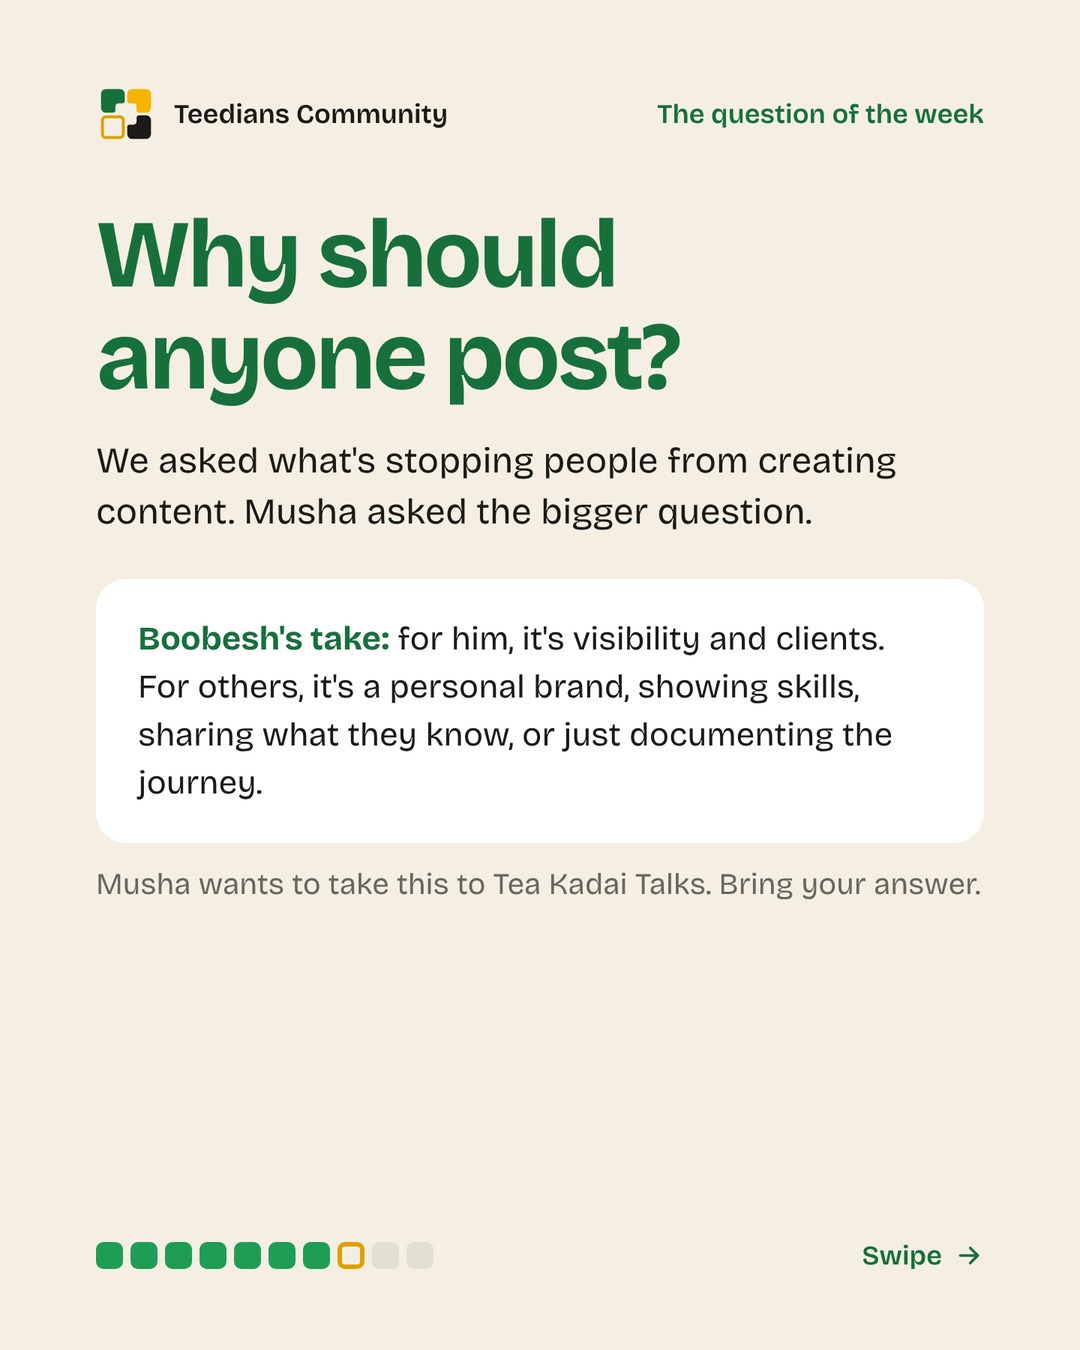 Teedians Community
The question of the week
Why should
anyone post?
We asked what's stopping people from creating
content. Musha asked the bigger question.
Boobesh's take: for him, it's visibility and clients.
For others, it's a personal brand, showing skills,
sharing what they know, or just documenting the
journey.
Musha wants to take this to Tea Kadai Talks. Bring your answer.
Swipe →